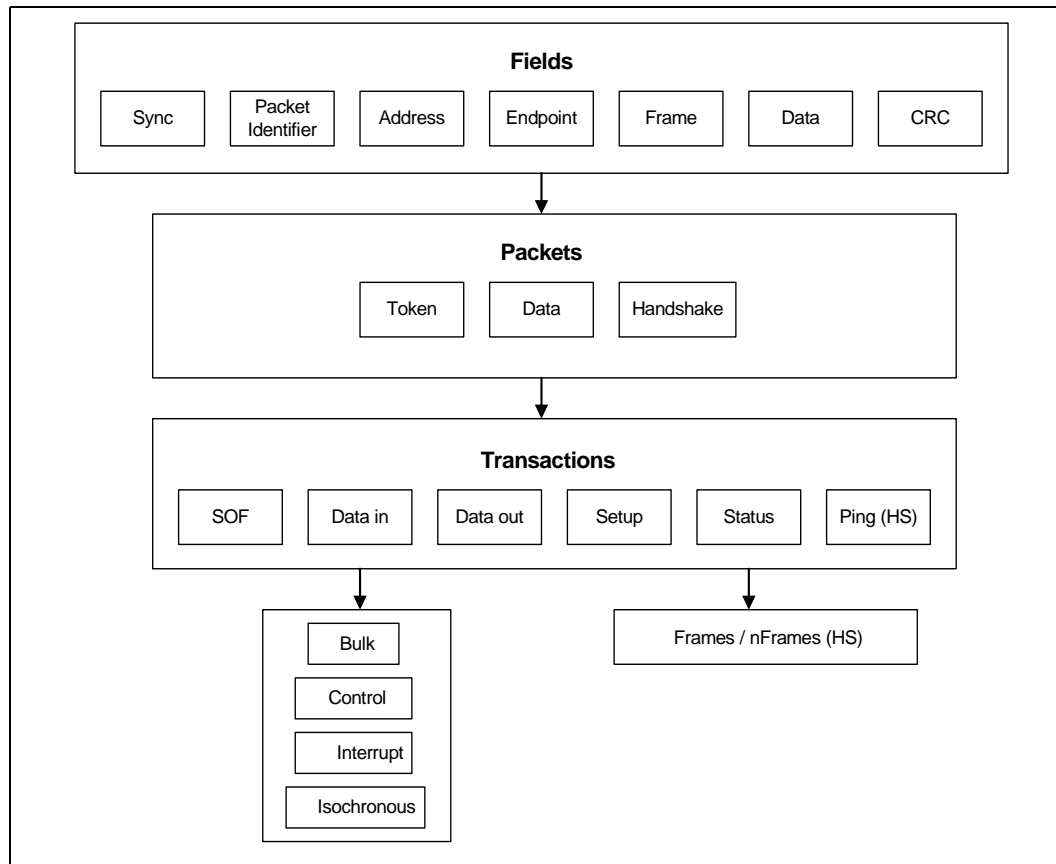 Fields
Sync
Packet
Identifier
Address
Endpoint
Frame
Data
CRC
Packets
Token
Data
Handshake
Transactions
SOF
Data in
Data out
Setup
Status
Ping (HS)
Bulk
Control
Interrupt
Isochronous
Frames / nFrames (HS)